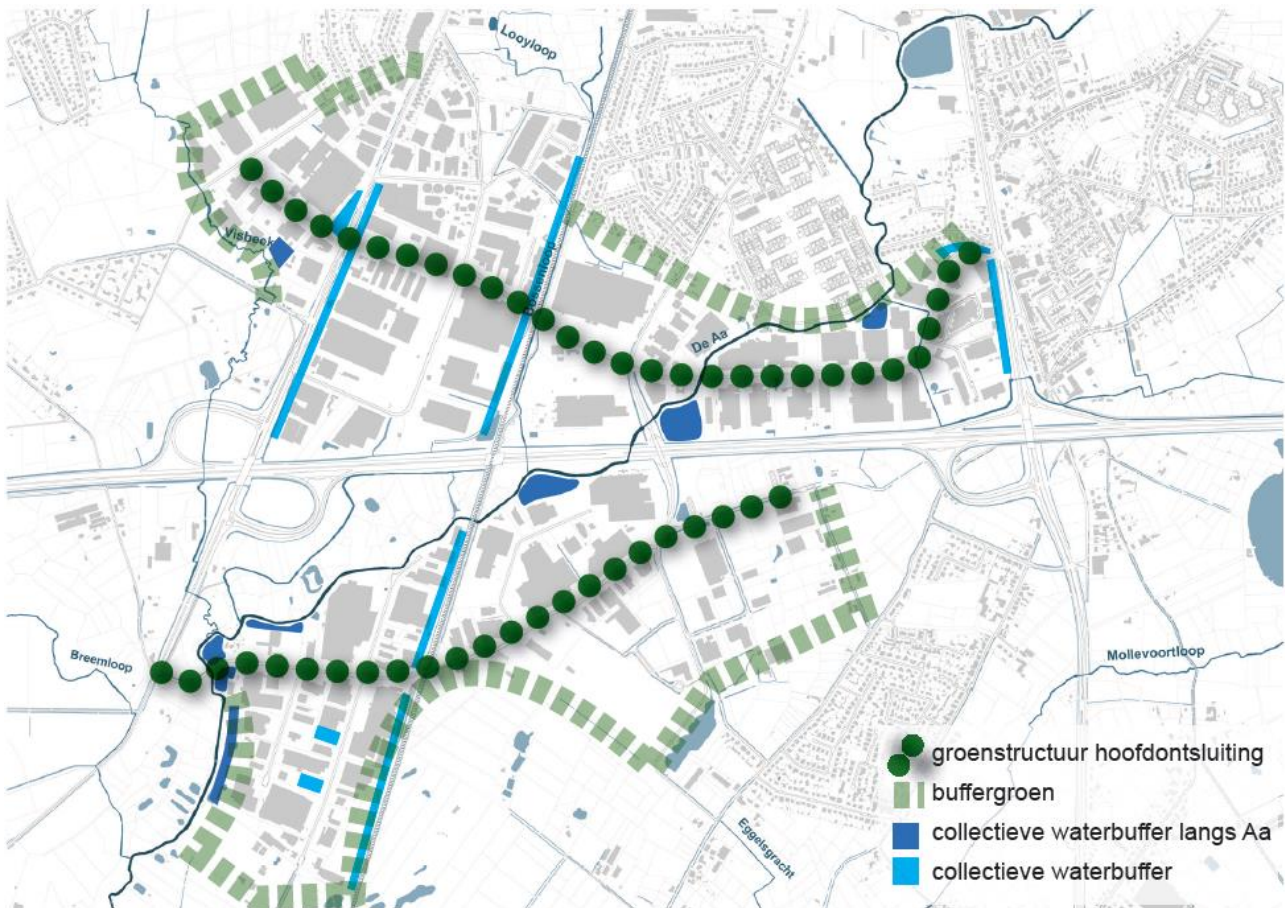 Looyloop
Visbeek
De Aa
Breemloop
Mollevoortloop
Eggelsgracht
groenstructuur hoofdontsluiting
buffergroen
collectieve waterbuffer langs Aa
collectieve waterbuffer